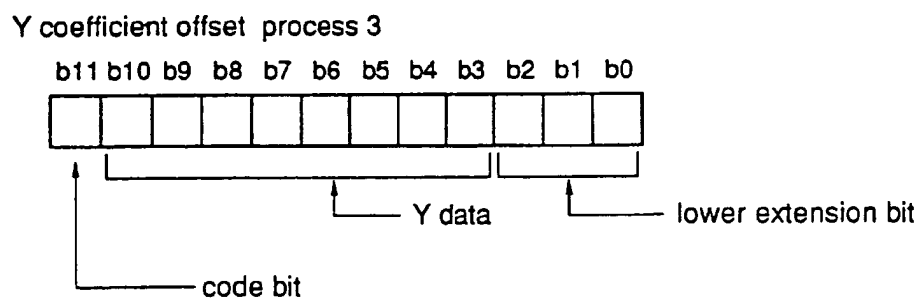 Y coefficient offset process 3
b11 b10 b9 b8 b7 b6 b5 b4 b3 b2 b1 b0
Y data
lower extension bit
code bit